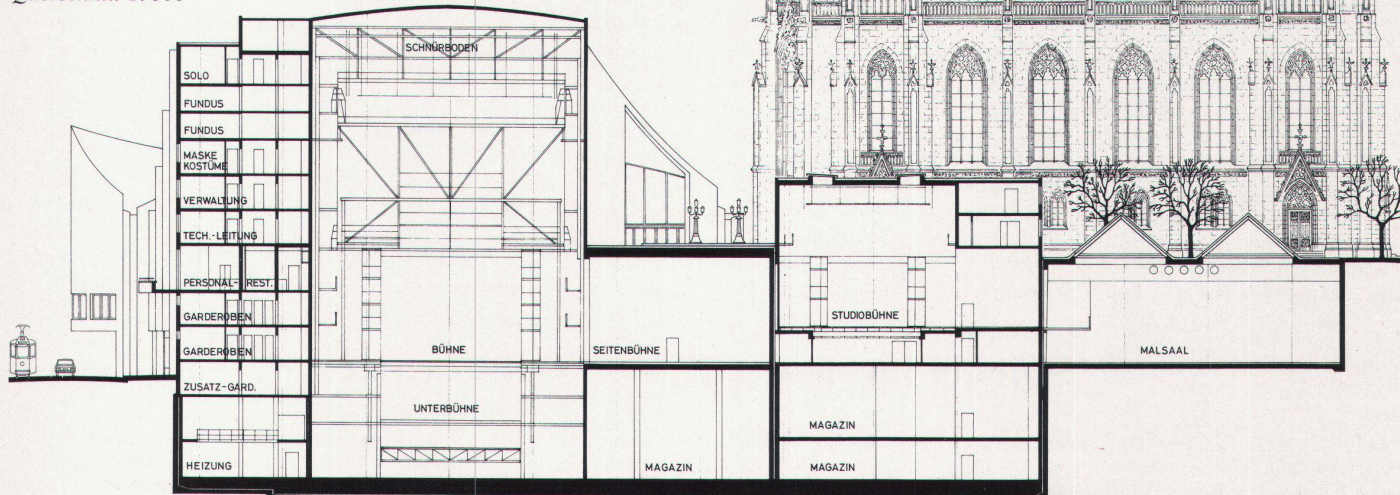 SCHNÜRBODEN
SOLO
FUNDUS
FUNDUS
MASKE
KOSTÜME
VERWALTUNG
TECH.-LEITUNG
PERSONAL-REST.
GARDEROBEN
GARDEROBEN
ZUSATZ-GARD.
HEIZUNG
BÜHNE
UNTERBÜHNE
SEITENBÜHNE
MAGAZIN
STUDIOBÜHNE
MAGAZIN
MAGAZIN
MALSAAL